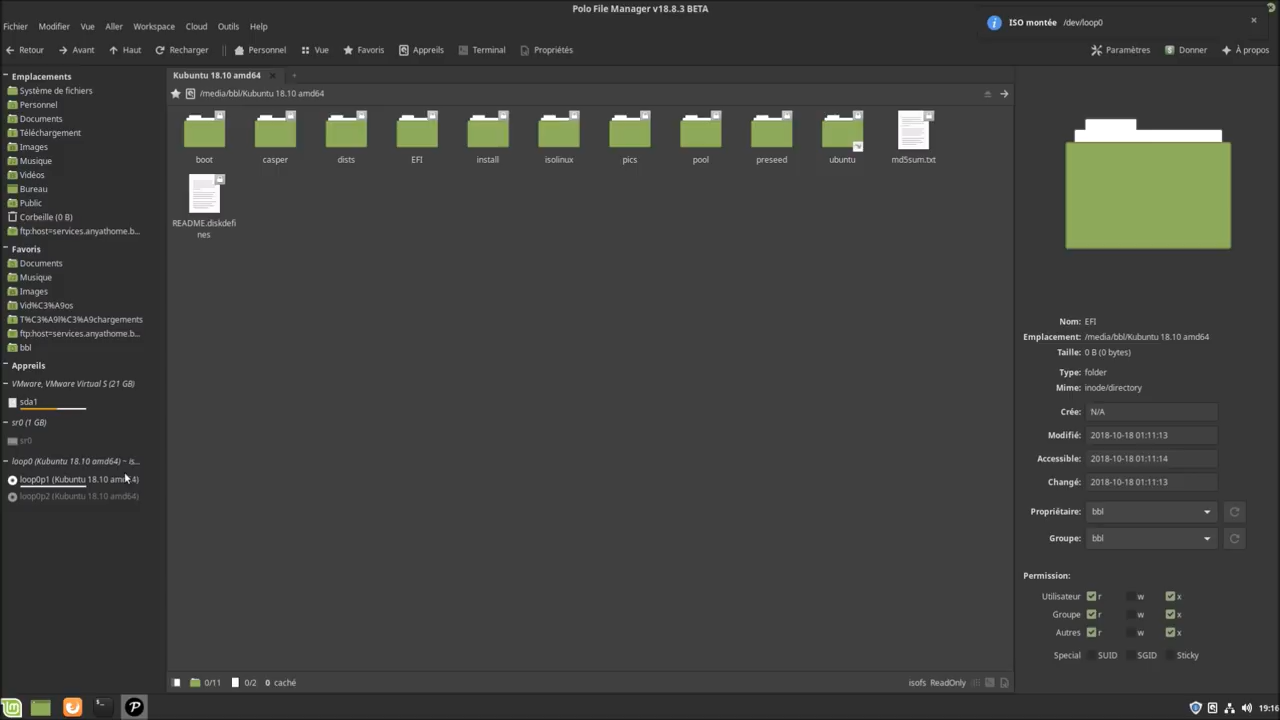 Polo File Manager v18.8.3 BETA
ISO montée /dev/loop0
Fichier Modifier Vue Aller Workspace Cloud Outils Help
Retour Avant Haut Recharger Personnel Vue Favoris Appreils Terminal Propriétés Paramètres Donner À propos
Emplacements
Système de fichiers
Personnel
Documents
Téléchargement
Images
Musique
Vidéos
Bureau
Public
Corbeille (0 B)
ftp:host=services.anyathome.b...
Favoris
Documents
Musique
Images
Vid%C3%A9os
T%C3%A9l%C3%A9chargements
ftp:host=services.anyathome.b...
bbl
Appreils
VMware, VMware Virtual S (21 GB)
sda1
sr0 (1 GB)
sr0
loop0 (Kubuntu 18.10 amd64) ~ is...
loop0p1 (Kubuntu 18.10 amd64)
loop0p2 (Kubuntu 18.10 amd64)
Kubuntu 18.10 amd64
/media/bbl/Kubuntu 18.10 amd64
boot casper dists EFI install isolinux pics pool preseed ubuntu md5sum.txt
README.diskdefi
nes
0/11 0/2 0 caché isofs ReadOnly
Nom: EFI
Emplacement: /media/bbl/Kubuntu 18.10 amd64
Taille: 0 B (0 bytes)
Type: folder
Mime: inode/directory
Crée: N/A
Modifié: 2018-10-18 01:11:13
Accessible: 2018-10-18 01:11:14
Changé: 2018-10-18 01:11:13
Propriétaire: bbl
Groupe: bbl
Permission:
Utilisateur r w x
Groupe r w x
Autres r w x
Special SUID SGID Sticky
19:16